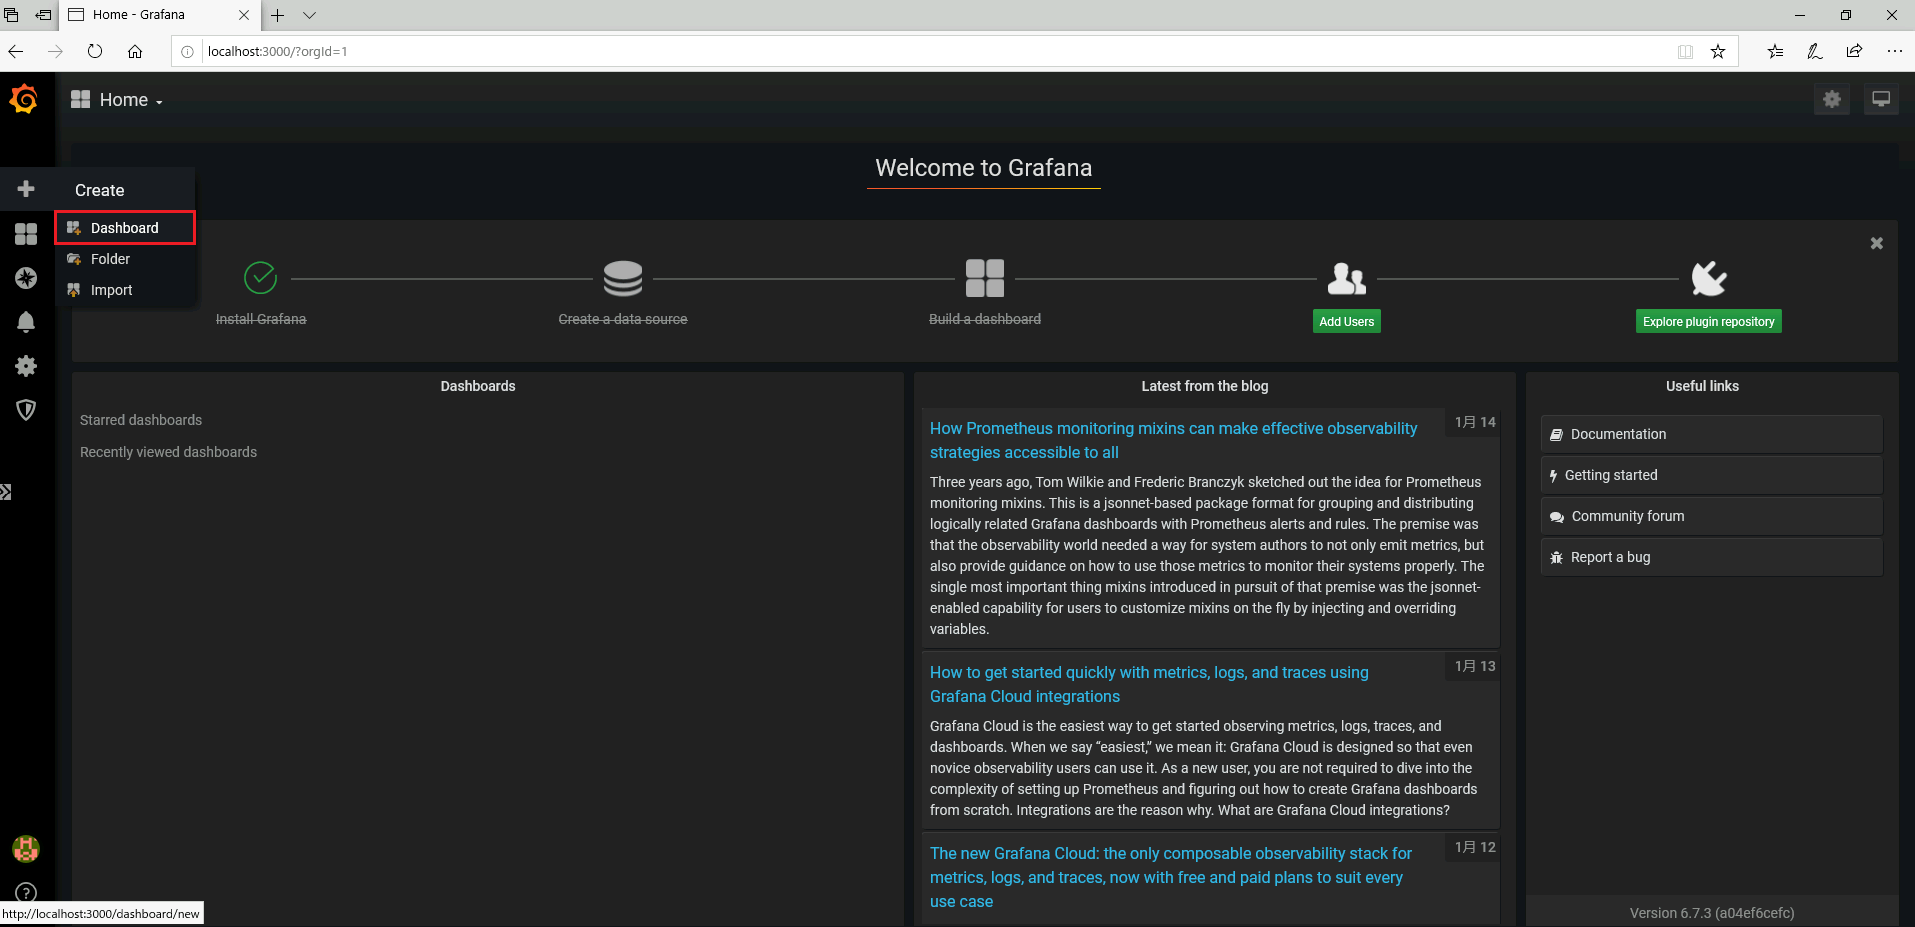 Home - Grafana
localhost:3000/?orgId=1
Home
Welcome to Grafana
Create
Dashboard
Folder
Import
Install Grafana
Create a data source
Build a dashboard
Add Users
Explore plugin repository
Dashboards
Starred dashboards
Recently viewed dashboards
Latest from the blog
How Prometheus monitoring mixins can make effective observability
strategies accessible to all
1月 14
Three years ago, Tom Wilkie and Frederic Branczyk sketched out the idea for Prometheus
monitoring mixins. This is a jsonnet-based package format for grouping and distributing
logically related Grafana dashboards with Prometheus alerts and rules. The premise was
that the observability world needed a way for system authors to not only emit metrics, but
also provide guidance on how to use those metrics to monitor their systems properly. The
single most important thing mixins introduced in pursuit of that premise was the jsonnet-
enabled capability for users to customize mixins on the fly by injecting and overriding
variables.
How to get started quickly with metrics, logs, and traces using
Grafana Cloud integrations
1月 13
Grafana Cloud is the easiest way to get started observing metrics, logs, traces, and
dashboards. When we say “easiest,” we mean it: Grafana Cloud is designed so that even
novice observability users can use it. As a new user, you are not required to dive into the
complexity of setting up Prometheus and figuring out how to create Grafana dashboards
from scratch. Integrations are the reason why. What are Grafana Cloud integrations?
The new Grafana Cloud: the only composable observability stack for
metrics, logs, and traces, now with free and paid plans to suit every
use case
1月 12
Useful links
Documentation
Getting started
Community forum
Report a bug
Version 6.7.3 (a04ef6cefc)
http://localhost:3000/dashboard/new